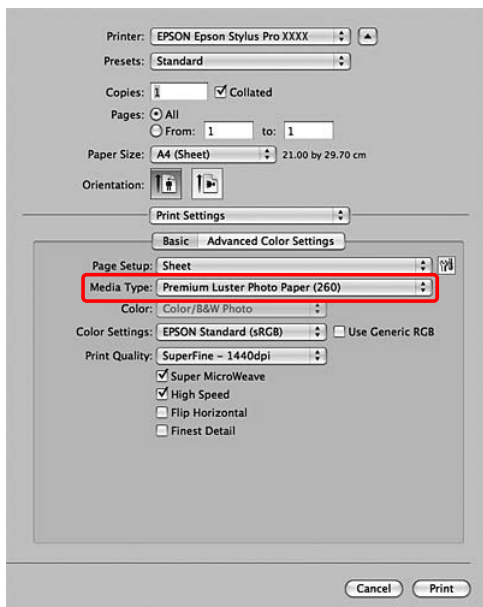 Printer: EPSON Epson Stylus Pro XXXX
Presets: Standard
Copies: 1 Collated
Pages: All
From: 1 to: 1
Paper Size: A4 (Sheet) 21.00 by 29.70 cm
Orientation:
Print Settings
Basic Advanced Color Settings
Page Setup: Sheet
Media Type: Premium Luster Photo Paper (260)
Color: Color/B&W Photo
Color Settings: EPSON Standard (sRGB) Use Generic RGB
Print Quality: SuperFine – 1440dpi
Super MicroWeave
High Speed
Flip Horizontal
Finest Detail
Cancel Print